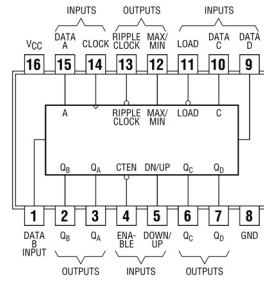 INPUTS OUTPUTS INPUTS
VCC DATA A CLOCK RIPPLE CLOCK MAX/MIN LOAD DATA C DATA D
16 15 14 13 12 11 10 9
A RIPPLE CLOCK MAX/MIN LOAD C
QB QA CTEN DN/UP QC QD
1 2 3 4 5 6 7 8
DATA B INPUT QB QA ENA-BLE DOWN/UP QC QD GND
OUTPUTS INPUTS OUTPUTS